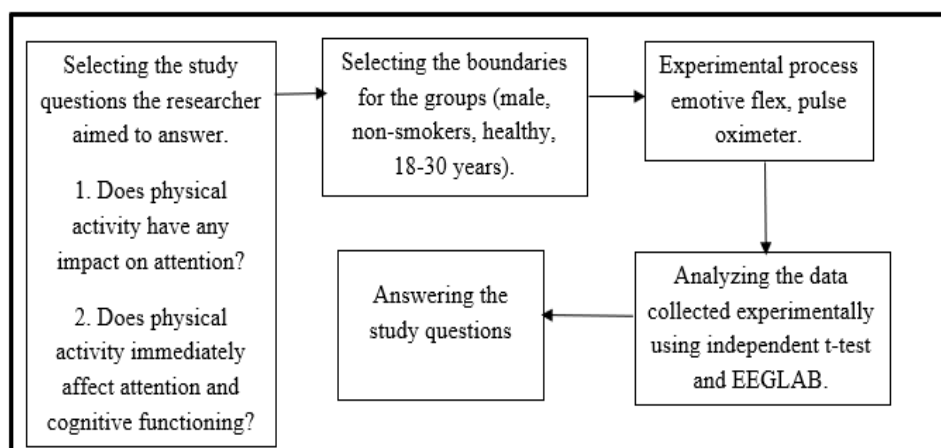 Selecting the study
questions the researcher
aimed to answer.
1. Does physical
activity have any
impact on attention?
2. Does physical
activity immediately
affect attention and
cognitive functioning?
Selecting the boundaries
for the groups (male,
non-smokers, healthy,
18-30 years).
Experimental process
emotive flex, pulse
oximeter.
Analyzing the data
collected experimentally
using independent t-test
and EEGLAB.
Answering the
study questions